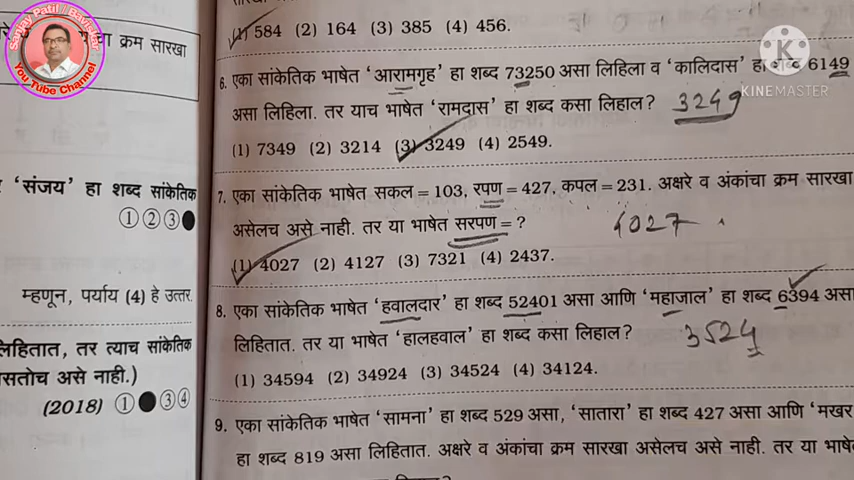 (1) 584 (2) 164 (3) 385 (4) 456.
चा क्रम सारखा
Sanjay Patil / Baviskar
You Tube Channel
KINEMASTER
6. एका सांकेतिक भाषेत 'आरामगृह' हा शब्द 73250 असा लिहिला व 'कालिदास' हा शब्द 6149
असा लिहिला. तर याच भाषेत 'रामदास' हा शब्द कसा लिहाल? 3249
(1) 7349 (2) 3214 (3) 3249 (4) 2549.
'संजय' हा शब्द सांकेतिक
①②③●
7. एका सांकेतिक भाषेत सकल = 103, रपण = 427, कपल = 231. अक्षरे व अंकांचा क्रम सारखा
असेलच असे नाही. तर या भाषेत सरपण = ? 4027
(1) 4027 (2) 4127 (3) 7321 (4) 2437.
म्हणून, पर्याय (4) हे उत्तर.
8. एका सांकेतिक भाषेत 'हवालदार' हा शब्द 52401 असा आणि 'महाजाल' हा शब्द 6394 असा
लिहितात. तर या भाषेत 'हालहवाल' हा शब्द कसा लिहाल? 3524
(1) 34594 (2) 34924 (3) 34524 (4) 34124.
लिहितात, तर त्याच सांकेतिक
सतोच असे नाही.)
(2018) ①●③④
9. एका सांकेतिक भाषेत 'सामना' हा शब्द 529 असा, 'सातारा' हा शब्द 427 असा आणि 'मखर
हा शब्द 819 असा लिहितात. अक्षरे व अंकांचा क्रम सारखा असेलच असे नाही. तर या भाषे